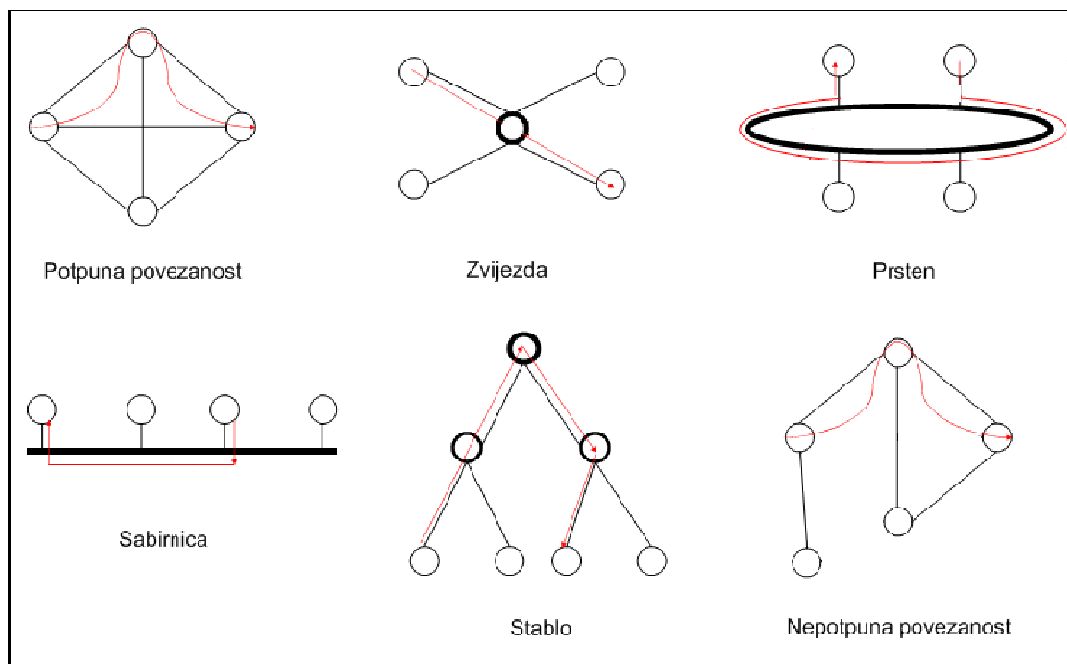 Potpuna povezanost
Zvijezda
Prsten
Sabirnica
Stablo
Nepotpuna povezanost